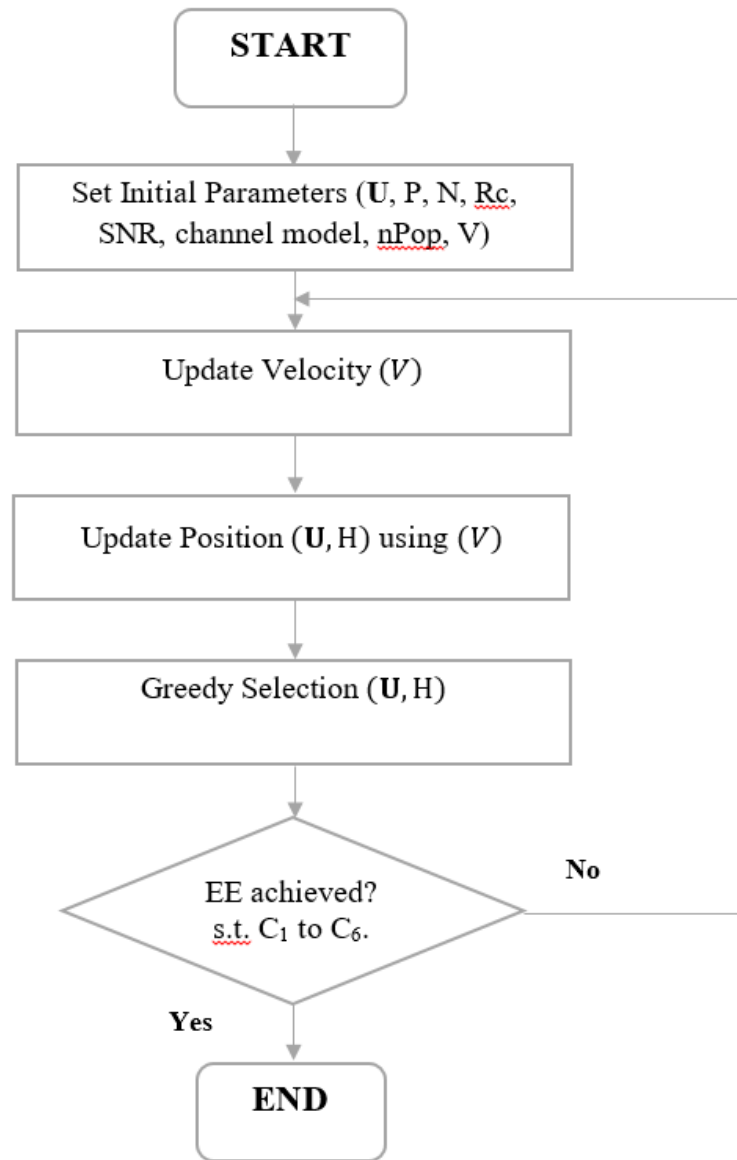 START
Set Initial Parameters (U, P, N, Rc,
SNR, channel model, nPop, V)
Update Velocity (V)
Update Position (U, H) using (V)
Greedy Selection (U, H)
EE achieved?
s.t. C₁ to C₆.
No
Yes
END